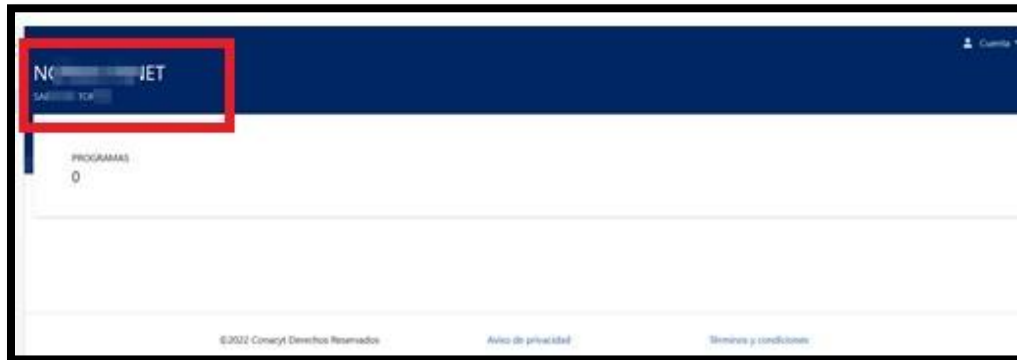 Cuenta
PROGRAMAS
0
©2022 Conacyt Derechos Reservados
Aviso de privacidad
Términos y condiciones